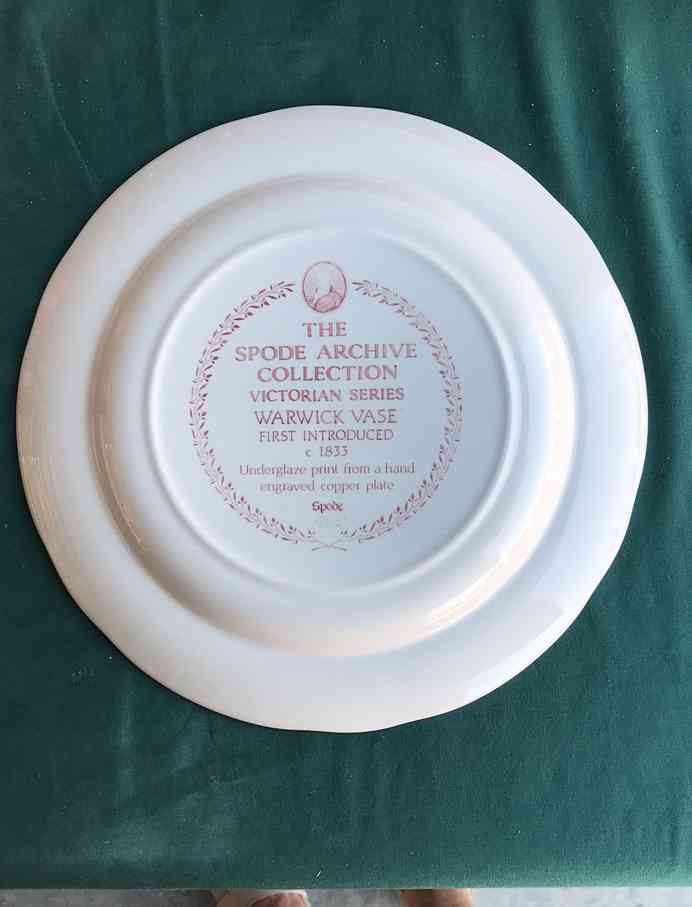 THE
SPODE ARCHIVE
COLLECTION
VICTORIAN SERIES
WARWICK VASE
FIRST INTRODUCED
c 1833
Underglaze print from a hand
engraved copper plate
Spode